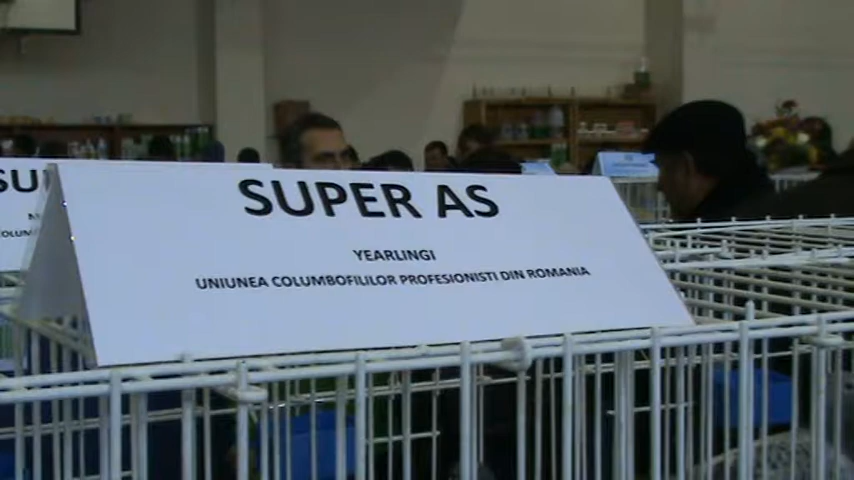 SUPER AS
YEARLINGI
UNIUNEA COLUMBOFILILOR PROFESIONISTI DIN ROMANIA